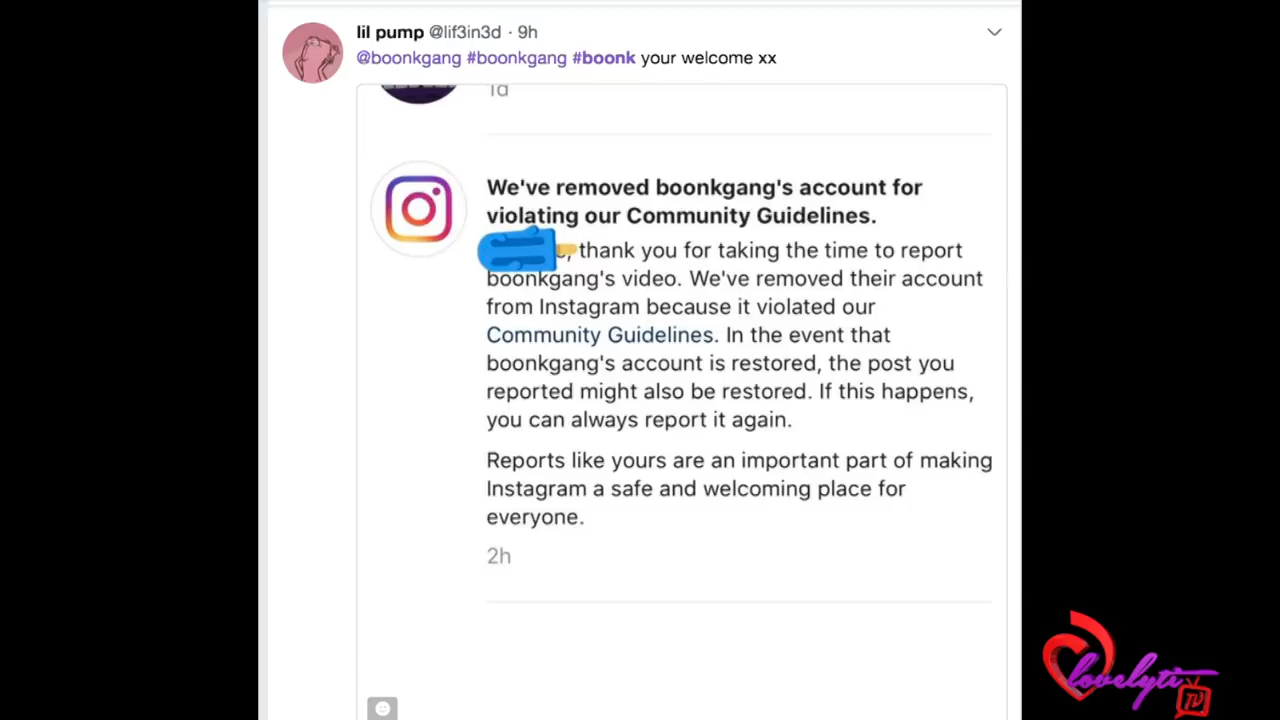 lil pump @lif3in3d · 9h
@boonkgang #boonkgang #boonk your welcome xx
1d
We've removed boonkgang's account for
violating our Community Guidelines.
thank you for taking the time to report
boonkgang's video. We've removed their account
from Instagram because it violated our
Community Guidelines. In the event that
boonkgang's account is restored, the post you
reported might also be restored. If this happens,
you can always report it again.
Reports like yours are an important part of making
Instagram a safe and welcoming place for
everyone.
2h
lovelyti
TV